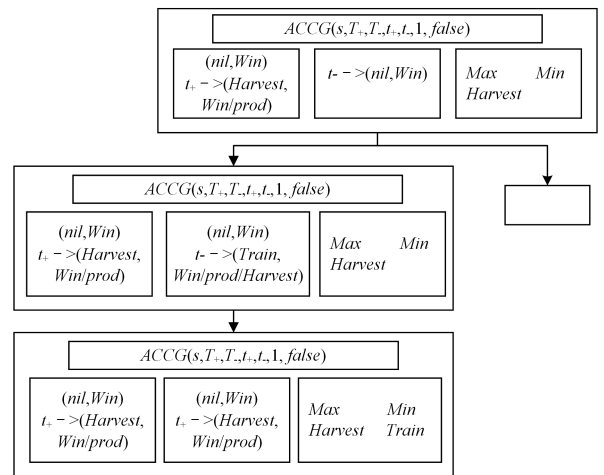 ACCG(s,T+,T-,t+,t-,1, false)
(nil,Win)
t+ −>(Harvest,
Win/prod)
t- −>(nil,Win)
Max Min
Harvest
ACCG(s,T+,T-,t+,t-,1, false)
(nil,Win)
t+ −>(Harvest,
Win/prod)
(nil,Win)
t- −>(Train,
Win/prod/Harvest)
Max Min
Harvest
ACCG(s,T+,T-,t+,t-,1, false)
(nil,Win)
t+ −>(Harvest,
Win/prod)
(nil,Win)
t+ −>(Harvest,
Win/prod)
Max Min
Harvest Train